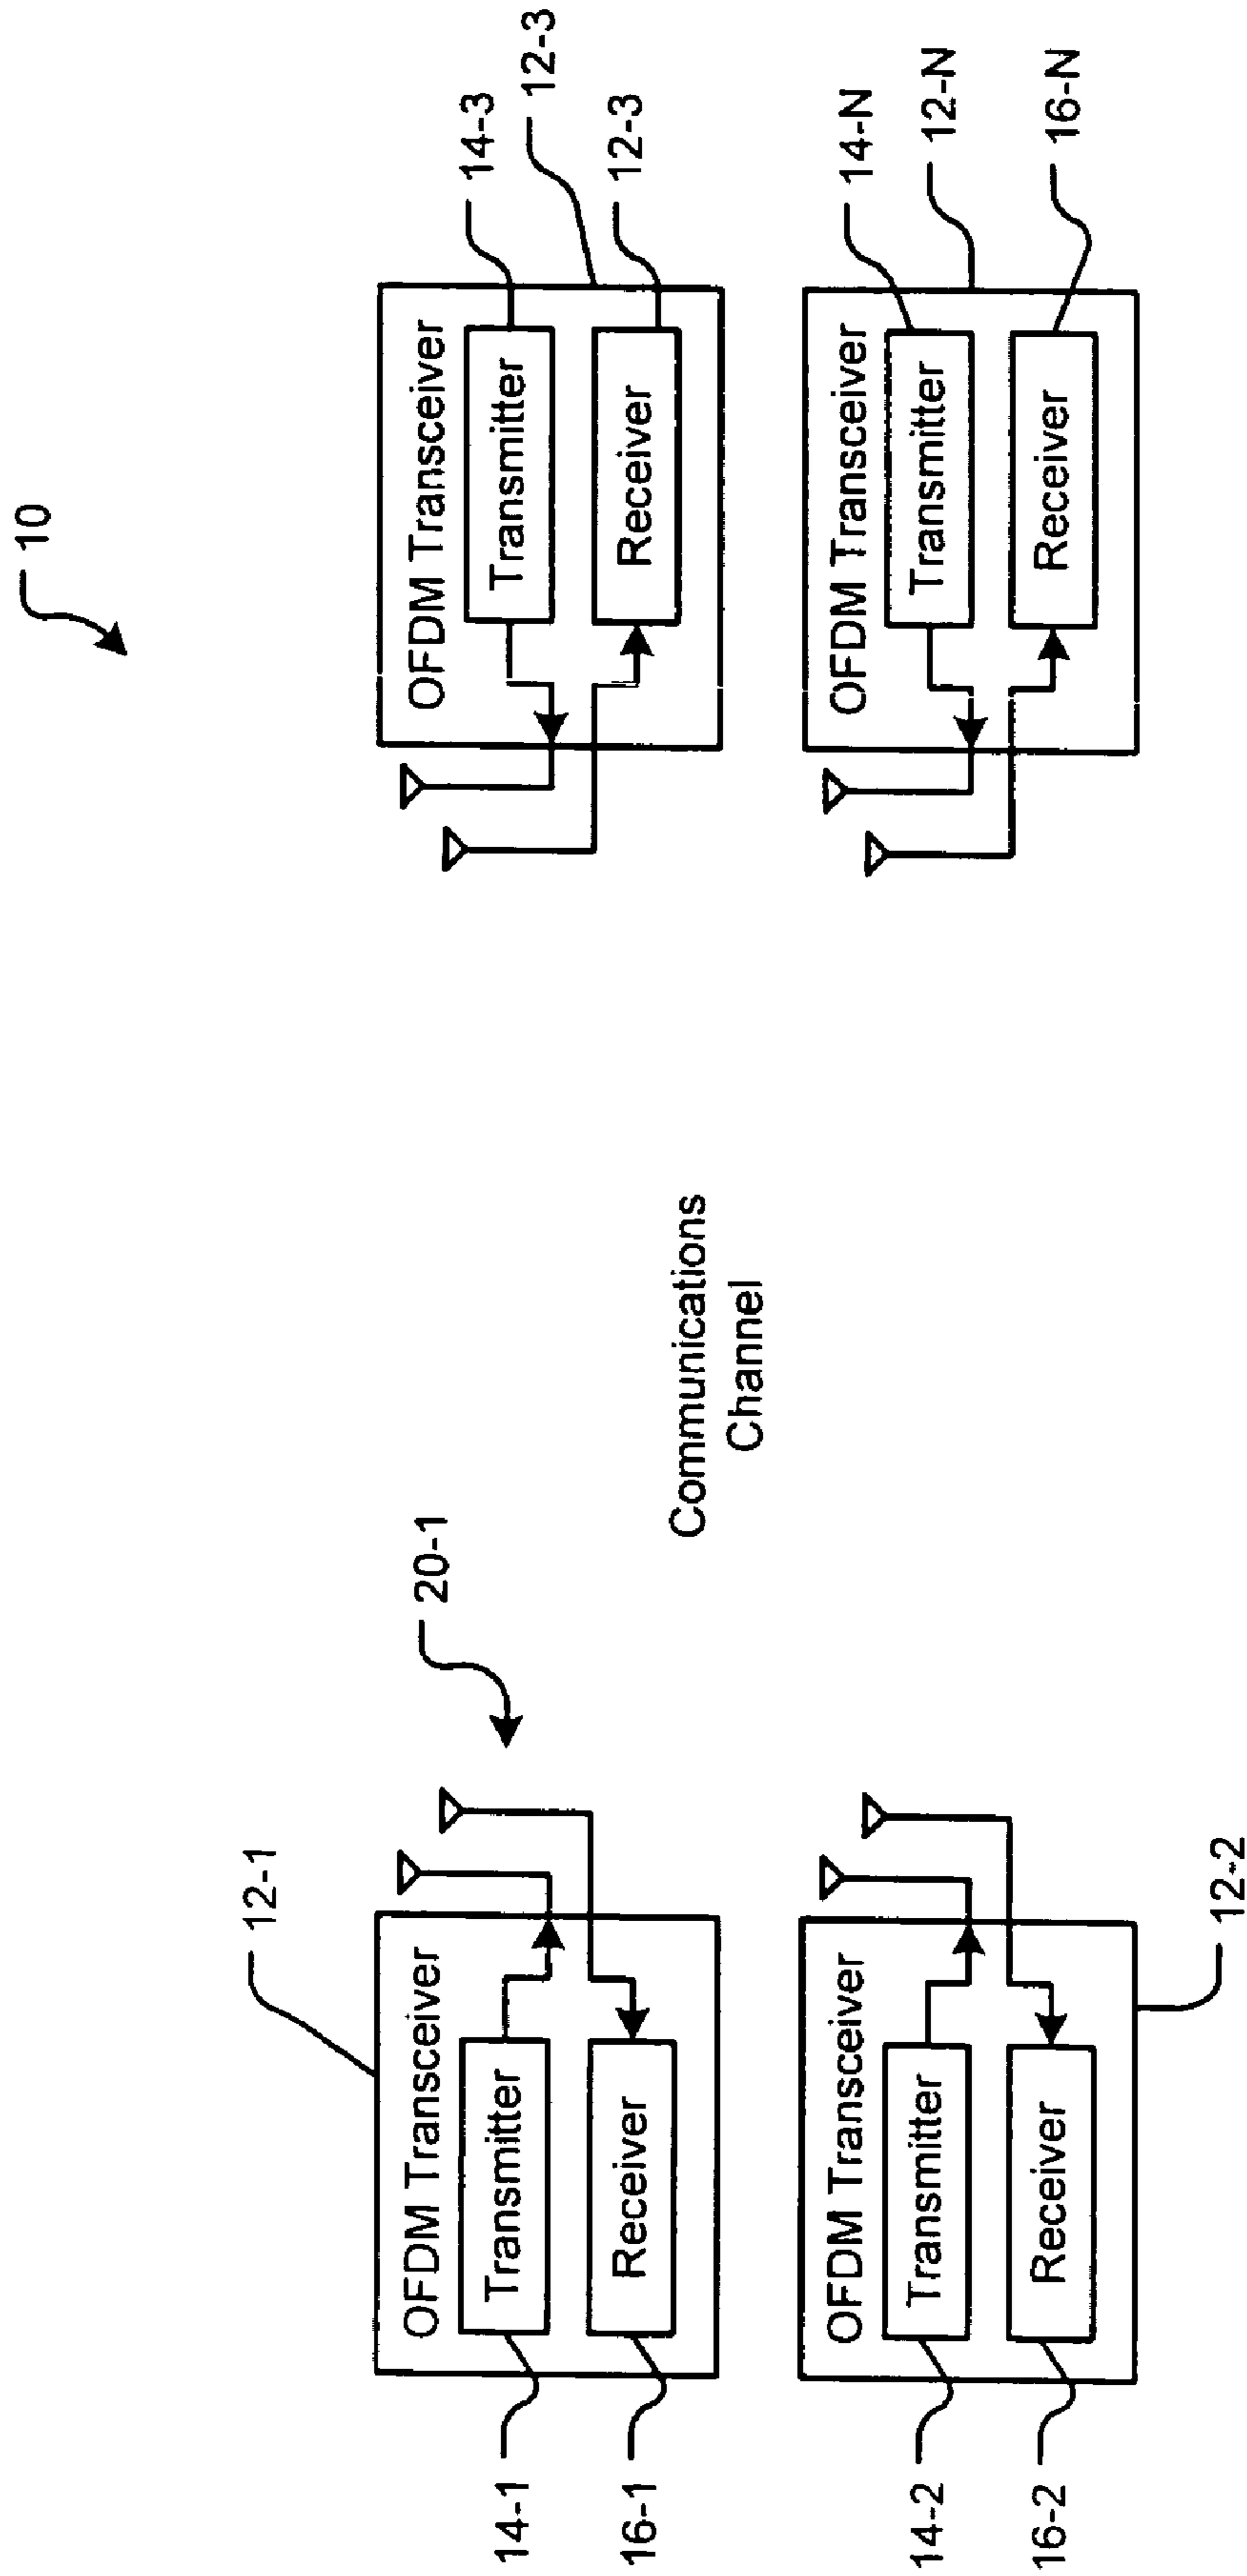 10
12-1
20-1
OFDM Transceiver
Transmitter
Receiver
14-1
16-1
OFDM Transceiver
Transmitter
Receiver
14-3
12-3
12-3
Communications
Channel
OFDM Transceiver
Transmitter
Receiver
14-2
16-2
12-2
OFDM Transceiver
Transmitter
Receiver
14-N
12-N
16-N